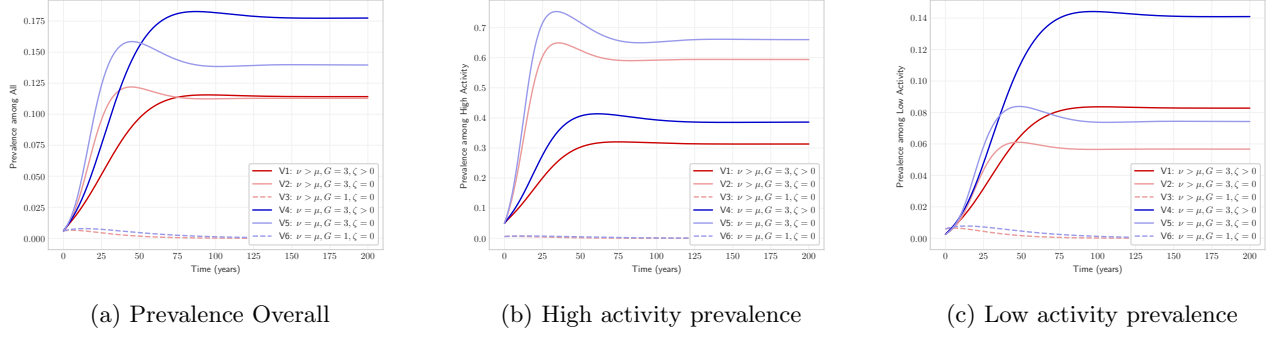 Prevalence among All
0.175
0.150
0.125
0.100
0.075
0.050
0.025
0.000
0 25 50 75 100 125 150 175 200
Time (years)
V1: ν > μ, G = 3, ζ > 0
V2: ν > μ, G = 3, ζ = 0
V3: ν > μ, G = 1, ζ = 0
V4: ν = μ, G = 3, ζ > 0
V5: ν = μ, G = 3, ζ = 0
V6: ν = μ, G = 1, ζ = 0
(a) Prevalence Overall
Prevalence among High Activity
0.7
0.6
0.5
0.4
0.3
0.2
0.1
0.0
0 25 50 75 100 125 150 175 200
Time (years)
V1: ν > μ, G = 3, ζ > 0
V2: ν > μ, G = 3, ζ = 0
V3: ν > μ, G = 1, ζ = 0
V4: ν = μ, G = 3, ζ > 0
V5: ν = μ, G = 3, ζ = 0
V6: ν = μ, G = 1, ζ = 0
(b) High activity prevalence
Prevalence among Low Activity
0.14
0.12
0.10
0.08
0.06
0.04
0.02
0.00
0 25 50 75 100 125 150 175 200
Time (years)
V1: ν > μ, G = 3, ζ > 0
V2: ν > μ, G = 3, ζ = 0
V3: ν > μ, G = 1, ζ = 0
V4: ν = μ, G = 3, ζ > 0
V5: ν = μ, G = 3, ζ = 0
V6: ν = μ, G = 1, ζ = 0
(c) Low activity prevalence